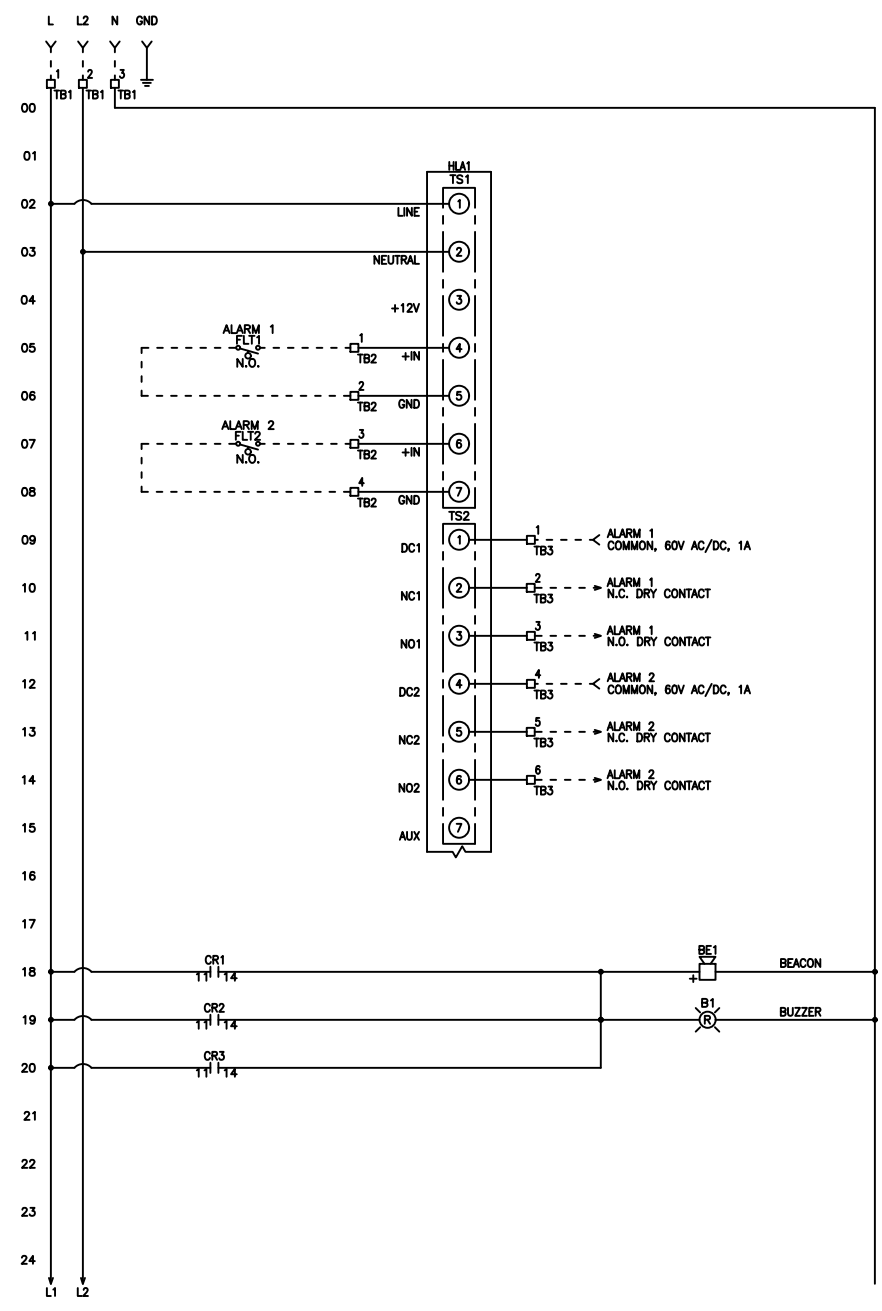 L L2 N GND
1 2 3
TB1 TB1 TB1
00
01
HLA1
TS1
02 LINE 1
03 NEUTRAL 2
04 +12V 3
ALARM 1
FLT1
N.O.
05 1 TB2 +IN 4
06 2 TB2 GND 5
ALARM 2
FLT2
N.O.
07 3 TB2 +IN 6
08 4 TB2 GND 7
TS2
09 DC1 1 1 TB3 ALARM 1
COMMON, 60V AC/DC, 1A
10 NC1 2 2 TB3 ALARM 1
N.C. DRY CONTACT
11 NO1 3 3 TB3 ALARM 1
N.O. DRY CONTACT
12 DC2 4 4 TB3 ALARM 2
COMMON, 60V AC/DC, 1A
13 NC2 5 5 TB3 ALARM 2
N.C. DRY CONTACT
14 NO2 6 6 TB3 ALARM 2
N.O. DRY CONTACT
15 AUX 7
16
17
CR1 BE1
18 11 14 + BEACON
CR2 B1
19 11 14 R BUZZER
CR3
20 11 14
21
22
23
24
L1 L2